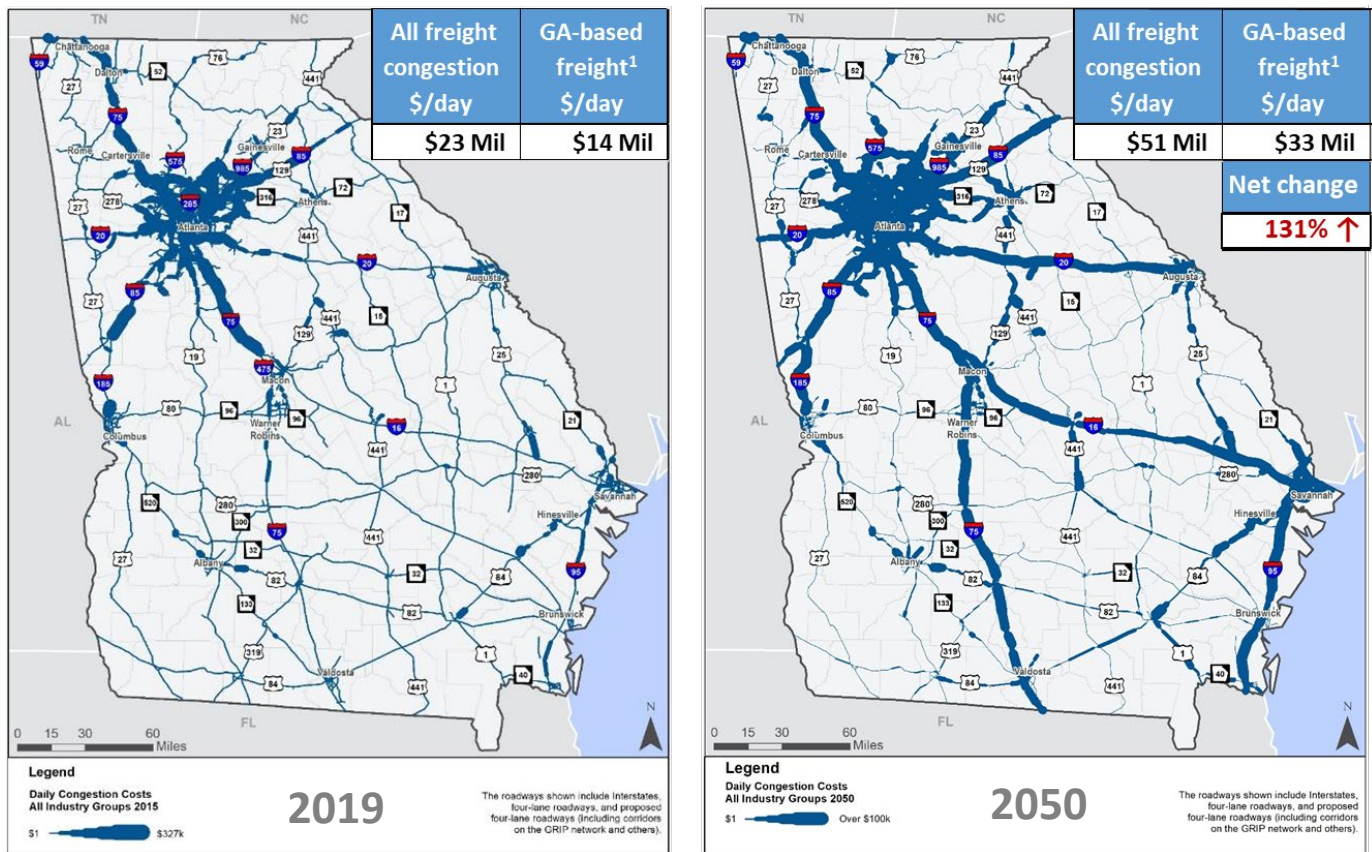 TN
NC
All freight
congestion
$/day
GA-based
freight¹
$/day
$23 Mil
$14 Mil
Chattanooga
59
Dalton
52
76
441
27
75
23
Rome
Cartersville
575
Gainesville
985
85
129
27
278
285
316
Athens
72
17
20
Atlanta
441
20
Augusta
27
85
15
75
441
129
19
25
475
185
Macon
1
80
96
96
21
AL
Columbus
Warner
Robins
16
441
280
Savannah
520
280
Hinesville
300
75
441
32
27
Albany
82
32
84
95
133
82
Brunswick
319
1
Valdosta
84
441
40
FL
N
0 15 30 60
Miles
Legend
Daily Congestion Costs
All Industry Groups 2015
$1
$327k
2019
The roadways shown include Interstates,
four-lane roadways, and proposed
four-lane roadways (including corridors
on the GRIP network and others).
TN
NC
All freight
congestion
$/day
GA-based
freight¹
$/day
$51 Mil
$33 Mil
Net change
131% ↑
Chattanooga
59
Dalton
52
76
441
27
75
23
Rome
Cartersville
575
Gainesville
985
85
129
27
278
316
Athens
72
17
20
Atlanta
441
20
Augusta
27
85
15
75
441
129
19
25
185
Macon
1
80
96
96
21
AL
Columbus
Warner
Robins
16
441
280
Savannah
520
280
Hinesville
300
75
441
32
27
Albany
82
32
84
95
133
82
Brunswick
319
1
Valdosta
84
441
40
FL
N
0 15 30 60
Miles
Legend
Daily Congestion Costs
All Industry Groups 2050
$1
Over $100k
2050
The roadways shown include Interstates,
four-lane roadways, and proposed
four-lane roadways (including corridors
on the GRIP network and others).